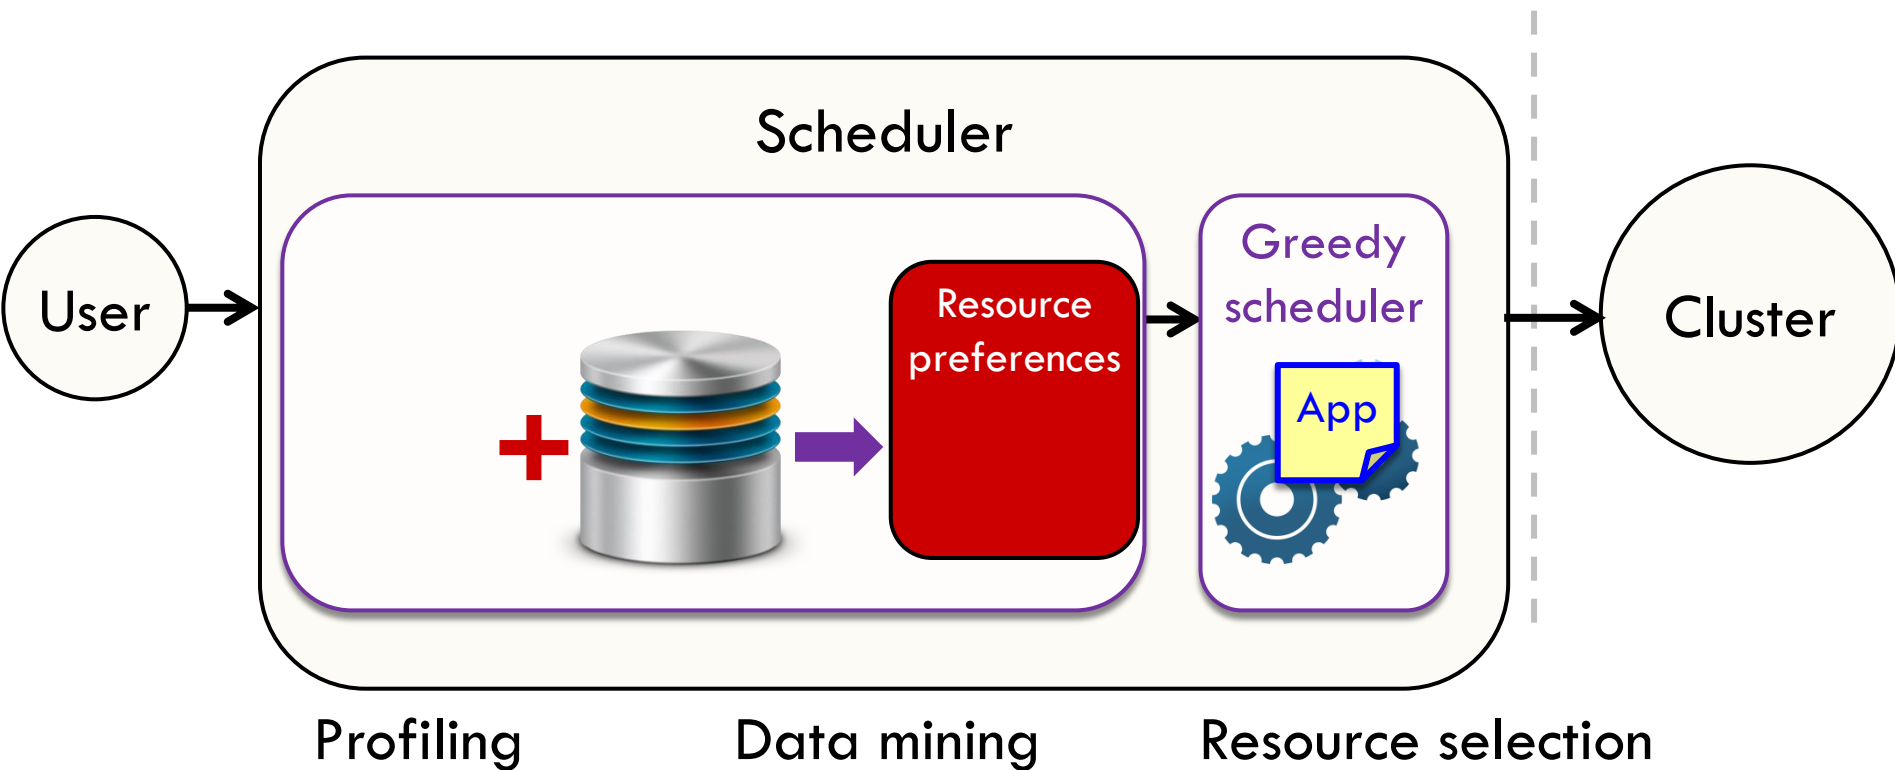 Scheduler
User
Resource
preferences
Greedy
scheduler
App
Cluster
Profiling
Data mining
Resource selection